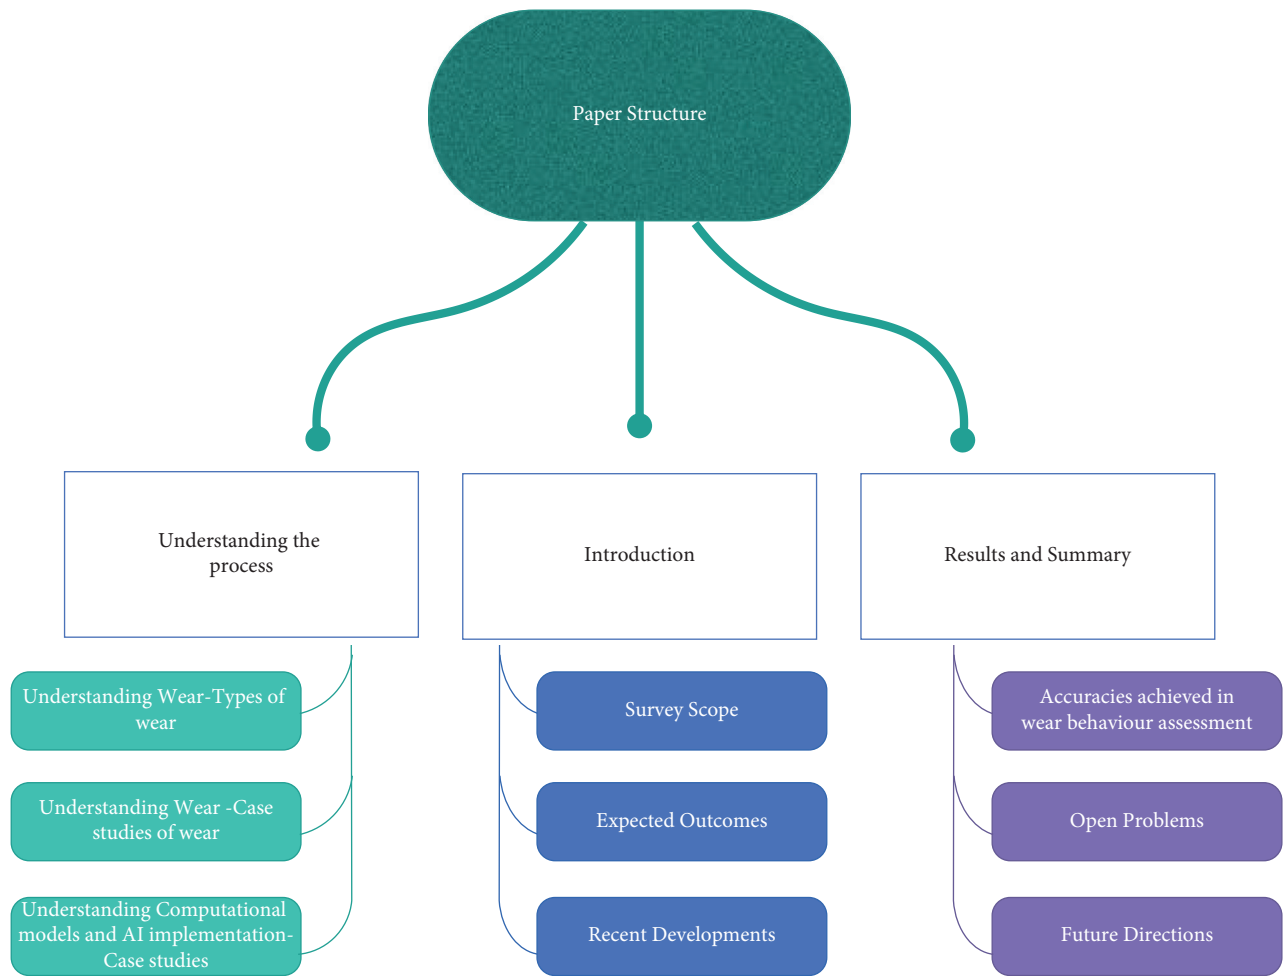 Paper Structure
Understanding the
process
Introduction
Results and Summary
Understanding Wear-Types of
wear
Understanding Wear -Case
studies of wear
Understanding Computational
models and AI implementation-
Case studies
Survey Scope
Expected Outcomes
Recent Developments
Accuracies achieved in
wear behaviour assessment
Open Problems
Future Directions